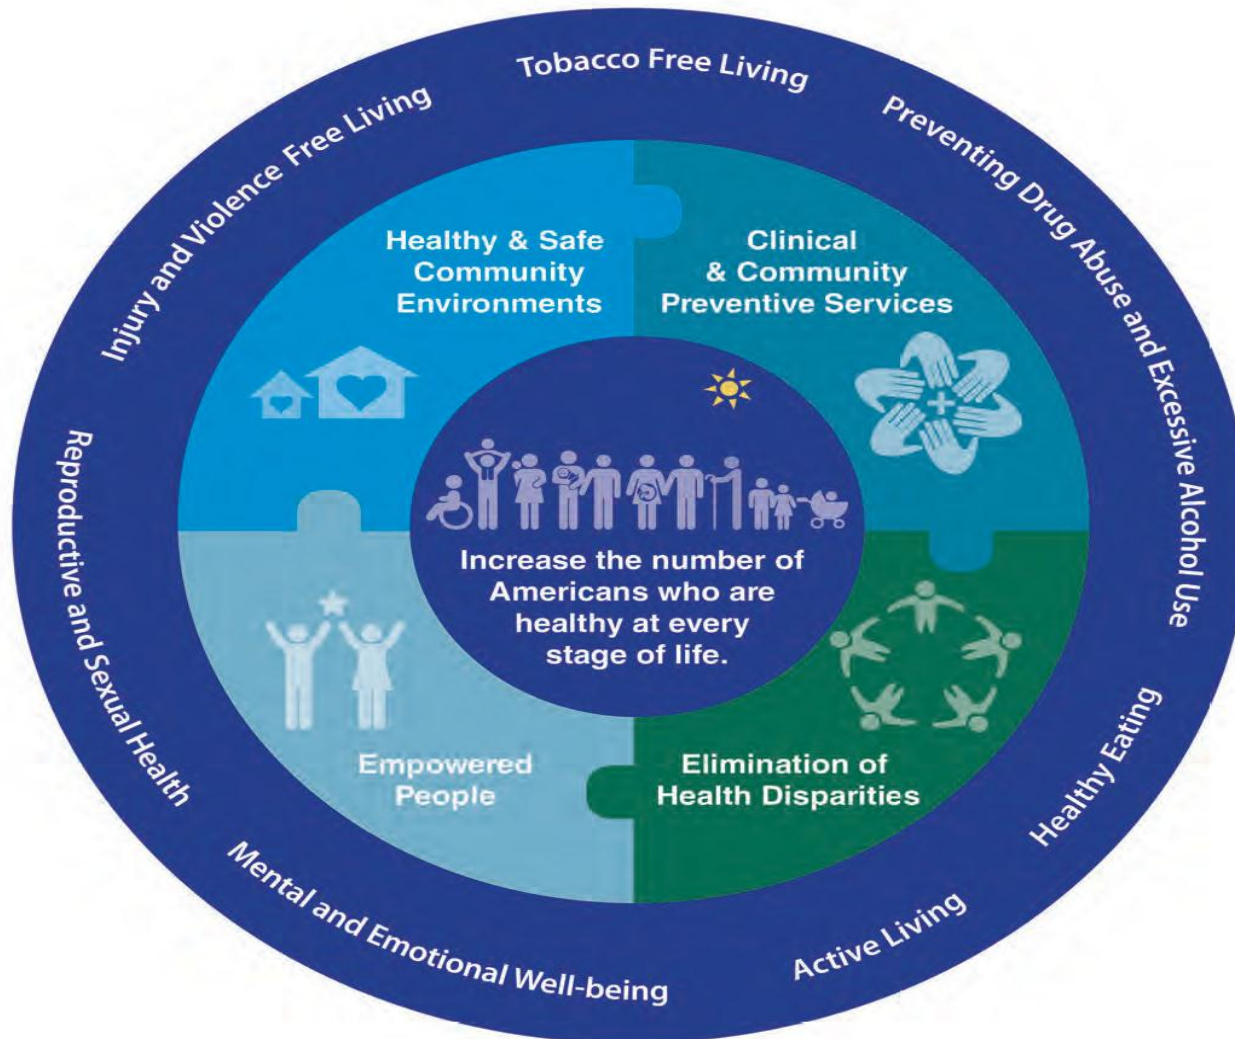 Tobacco Free Living
Preventing Drug Abuse and Excessive Alcohol Use
Healthy Eating
Active Living
Mental and Emotional Well-being
Reproductive and Sexual Health
Injury and Violence Free Living
Healthy & Safe
Community
Environments
Clinical
& Community
Preventive Services
Increase the number of
Americans who are
healthy at every
stage of life.
Empowered
People
Elimination of
Health Disparities